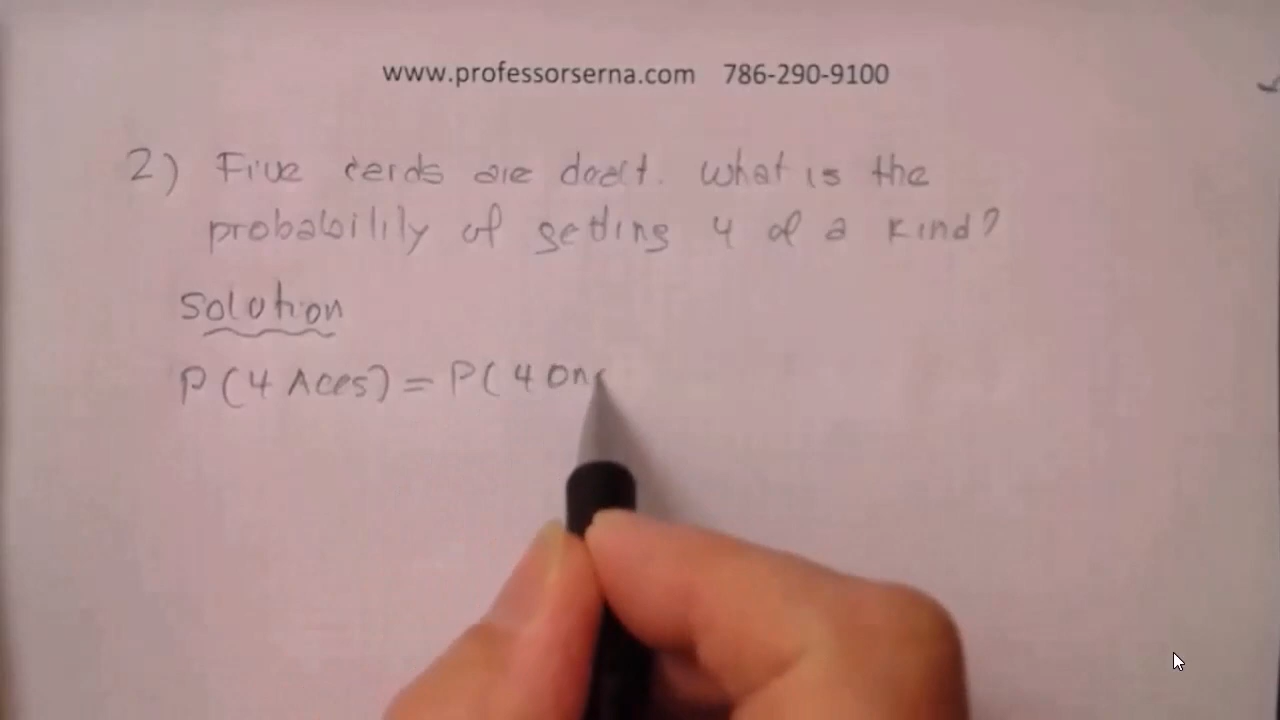 www.professorserna.com 786-290-9100
2) Five cards are dealt. What is the
probability of getting 4 of a kind?
Solution
P(4 Aces) = P(4 On